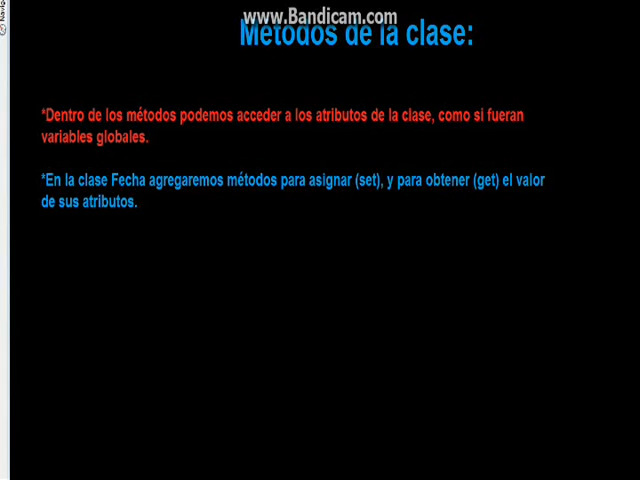 www.Bandicam.com
Métodos de la clase:
*Dentro de los métodos podemos acceder a los atributos de la clase, como si fueran
variables globales.
*En la clase Fecha agregaremos métodos para asignar (set), y para obtener (get) el valor
de sus atributos.